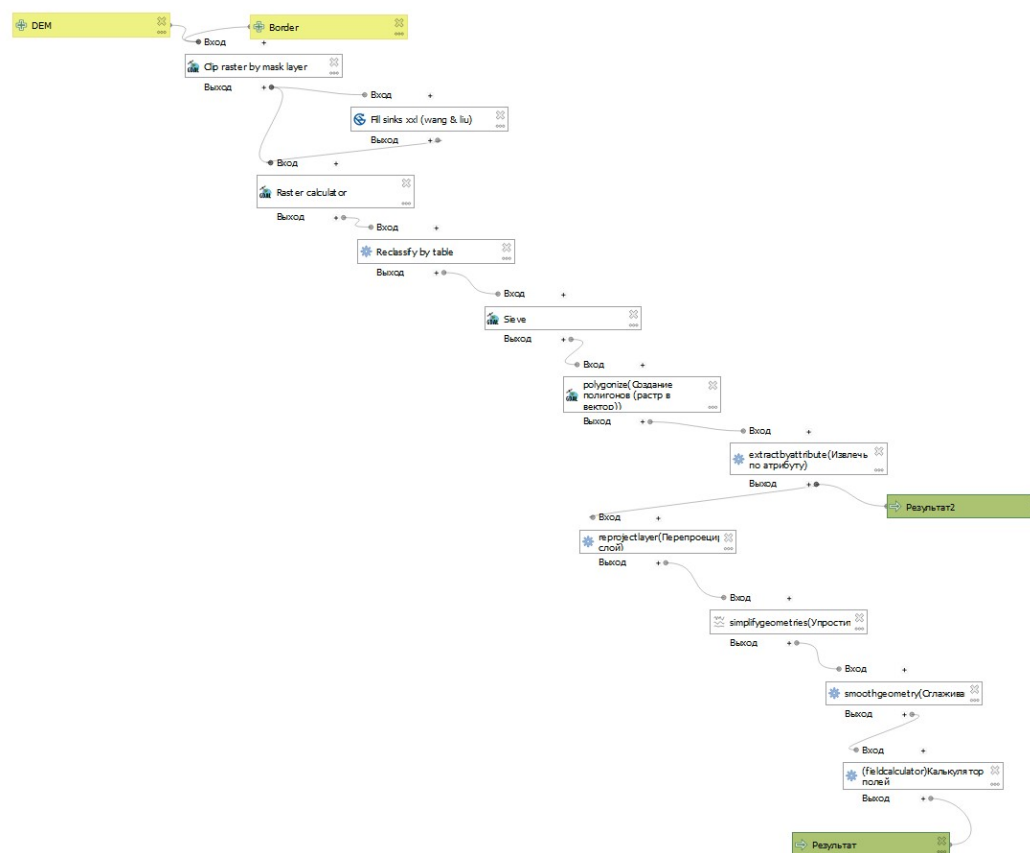 DEM
Border
Вход +
Clip raster by mask layer
Выход +
Вход +
Fill sinks xxl (wang & liu)
Выход +
Вход +
Raster calculator
Выход +
Вход +
Reclassify by table
Выход +
Вход +
Sieve
Выход +
Вход +
polygonize(Создание
полигонов (растр в
вектор))
Выход +
Вход +
extractbyattribute(Извлечь
по атрибуту)
Выход +
Результат2
Вход +
reprojectlayer(Перепроецир
слой)
Выход +
Вход +
simplifygeometries(Упростит
Выход +
Вход +
smoothgeometry(Сглажива
Выход +
Вход +
(fieldcalculator)Калькулятор
полей
Выход +
Результат